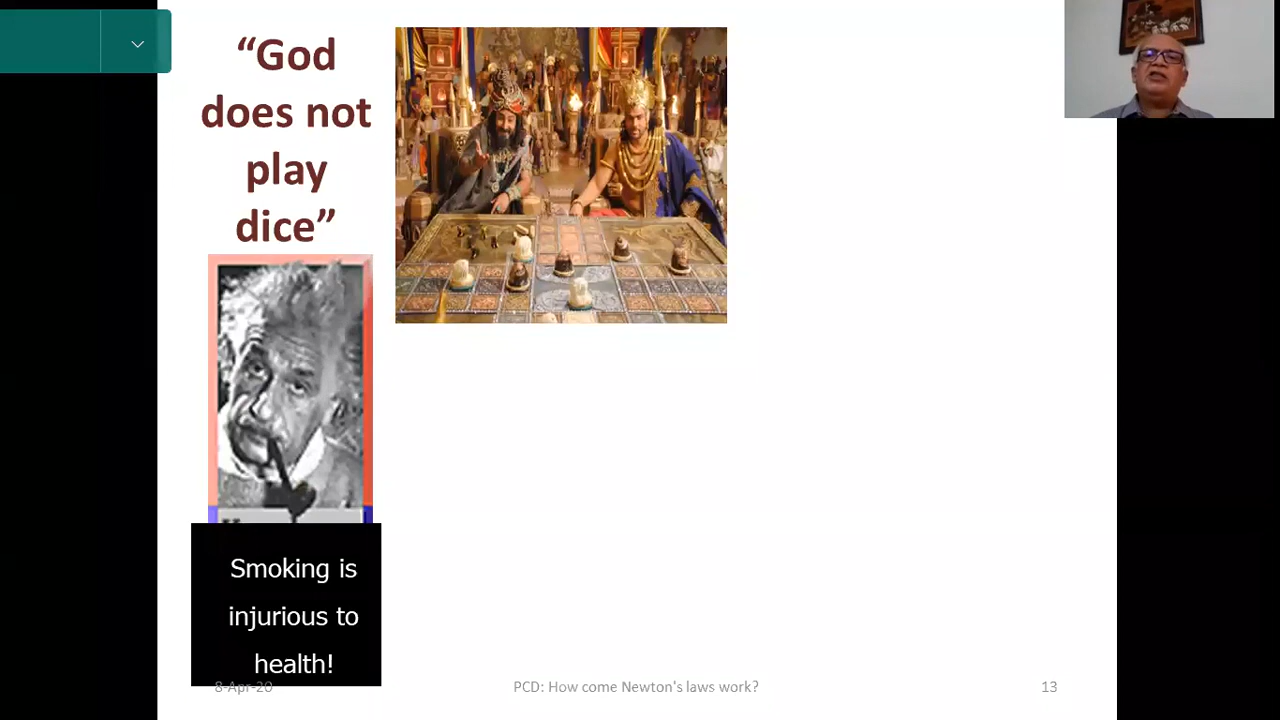 “God
does not
play
dice”
Smoking is
injurious to
health!
8-Apr-20
PCD: How come Newton's laws work?
13